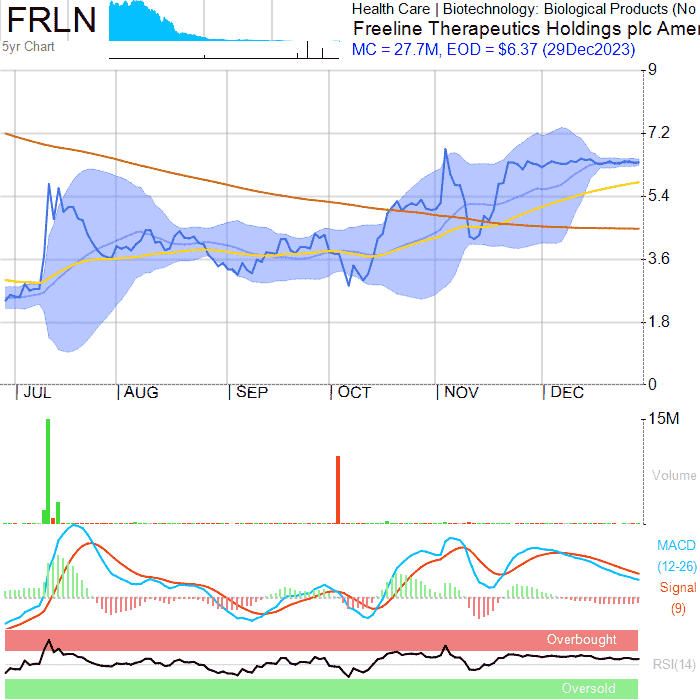 FRLN
Health Care | Biotechnology: Biological Products (No
Freeline Therapeutics Holdings plc Amer
5yr Chart
MC = 27.7M, EOD = $6.37 (29Dec2023)
9
7.2
5.4
3.6
1.8
0
JUL AUG SEP OCT NOV DEC
15M
Volume
MACD
(12-26)
Signal
(9)
Overbought
RSI(14)
Oversold